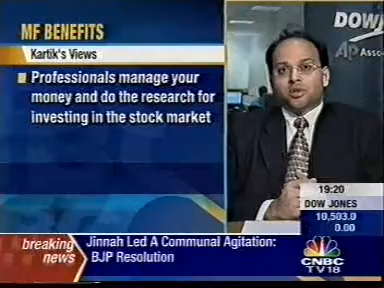 MF BENEFITS
Kartik's Views
Professionals manage your
money and do the research for
investing in the stock market
DOW
AP Asso
19:20
DOW JONES
10,503.0
0.00
breaking
news
Jinnah Led A Communal Agitation:
BJP Resolution
CNBC
TV18